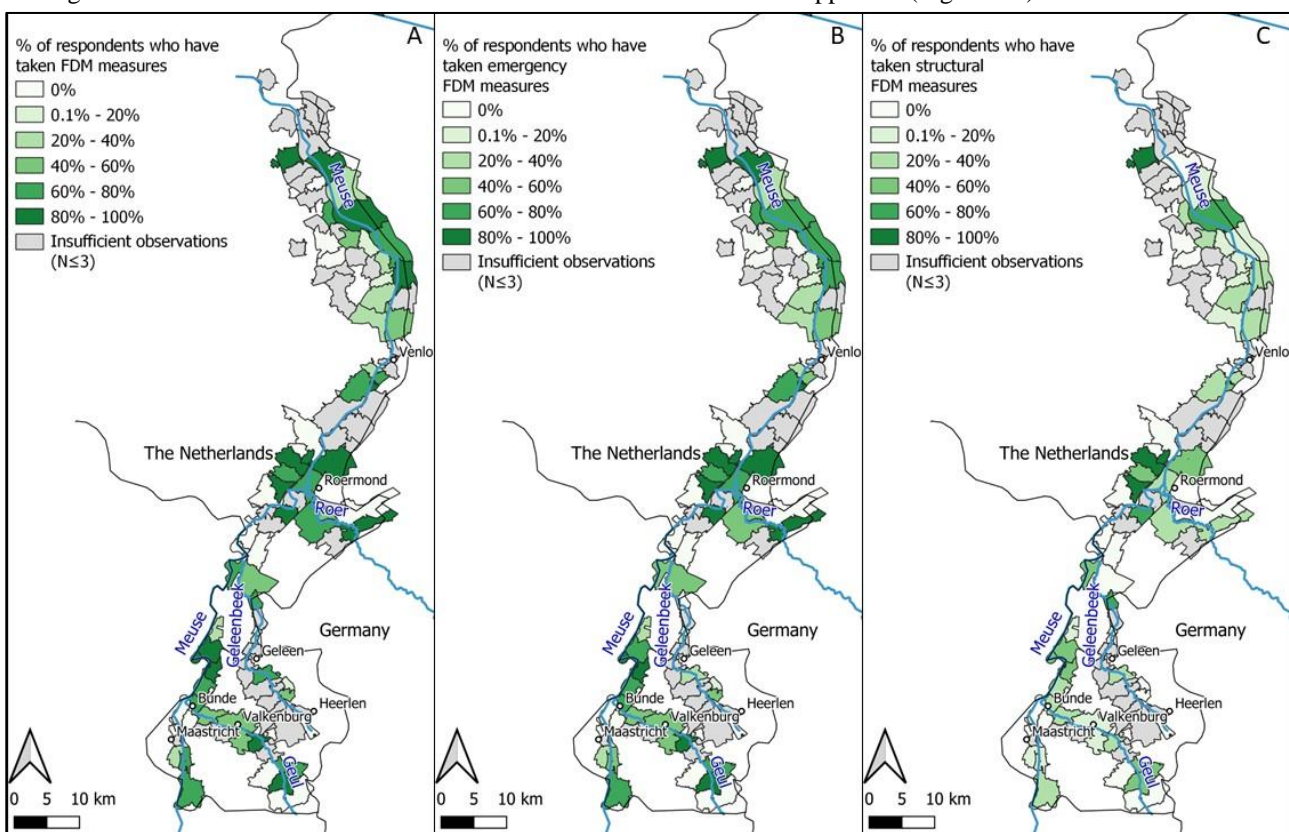 % of respondents who have
taken FDM measures
0%
0.1% - 20%
20% - 40%
40% - 60%
60% - 80%
80% - 100%
Insufficient observations
(N≤3)
A
Meuse
Venlo
The Netherlands
Roermond
Roer
Meuse
Geleenbeek
Germany
Geleen
Bunde
Heerlen
Valkenburg
Maastricht
Geul
0 5 10 km
% of respondents who have
taken emergency
FDM measures
0%
0.1% - 20%
20% - 40%
40% - 60%
60% - 80%
80% - 100%
Insufficient observations
(N≤3)
B
Meuse
Venlo
The Netherlands
Roermond
Roer
Meuse
Geleenbeek
Germany
Geleen
Bunde
Heerlen
Valkenburg
Maastricht
Geul
0 5 10 km
% of respondents who have
taken structural
FDM measures
0%
0.1% - 20%
20% - 40%
40% - 60%
60% - 80%
80% - 100%
Insufficient observations
(N≤3)
C
Meuse
Venlo
The Netherlands
Roermond
Roer
Meuse
Geleenbeek
Germany
Geleen
Bunde
Heerlen
Valkenburg
Maastricht
Geul
0 5 10 km